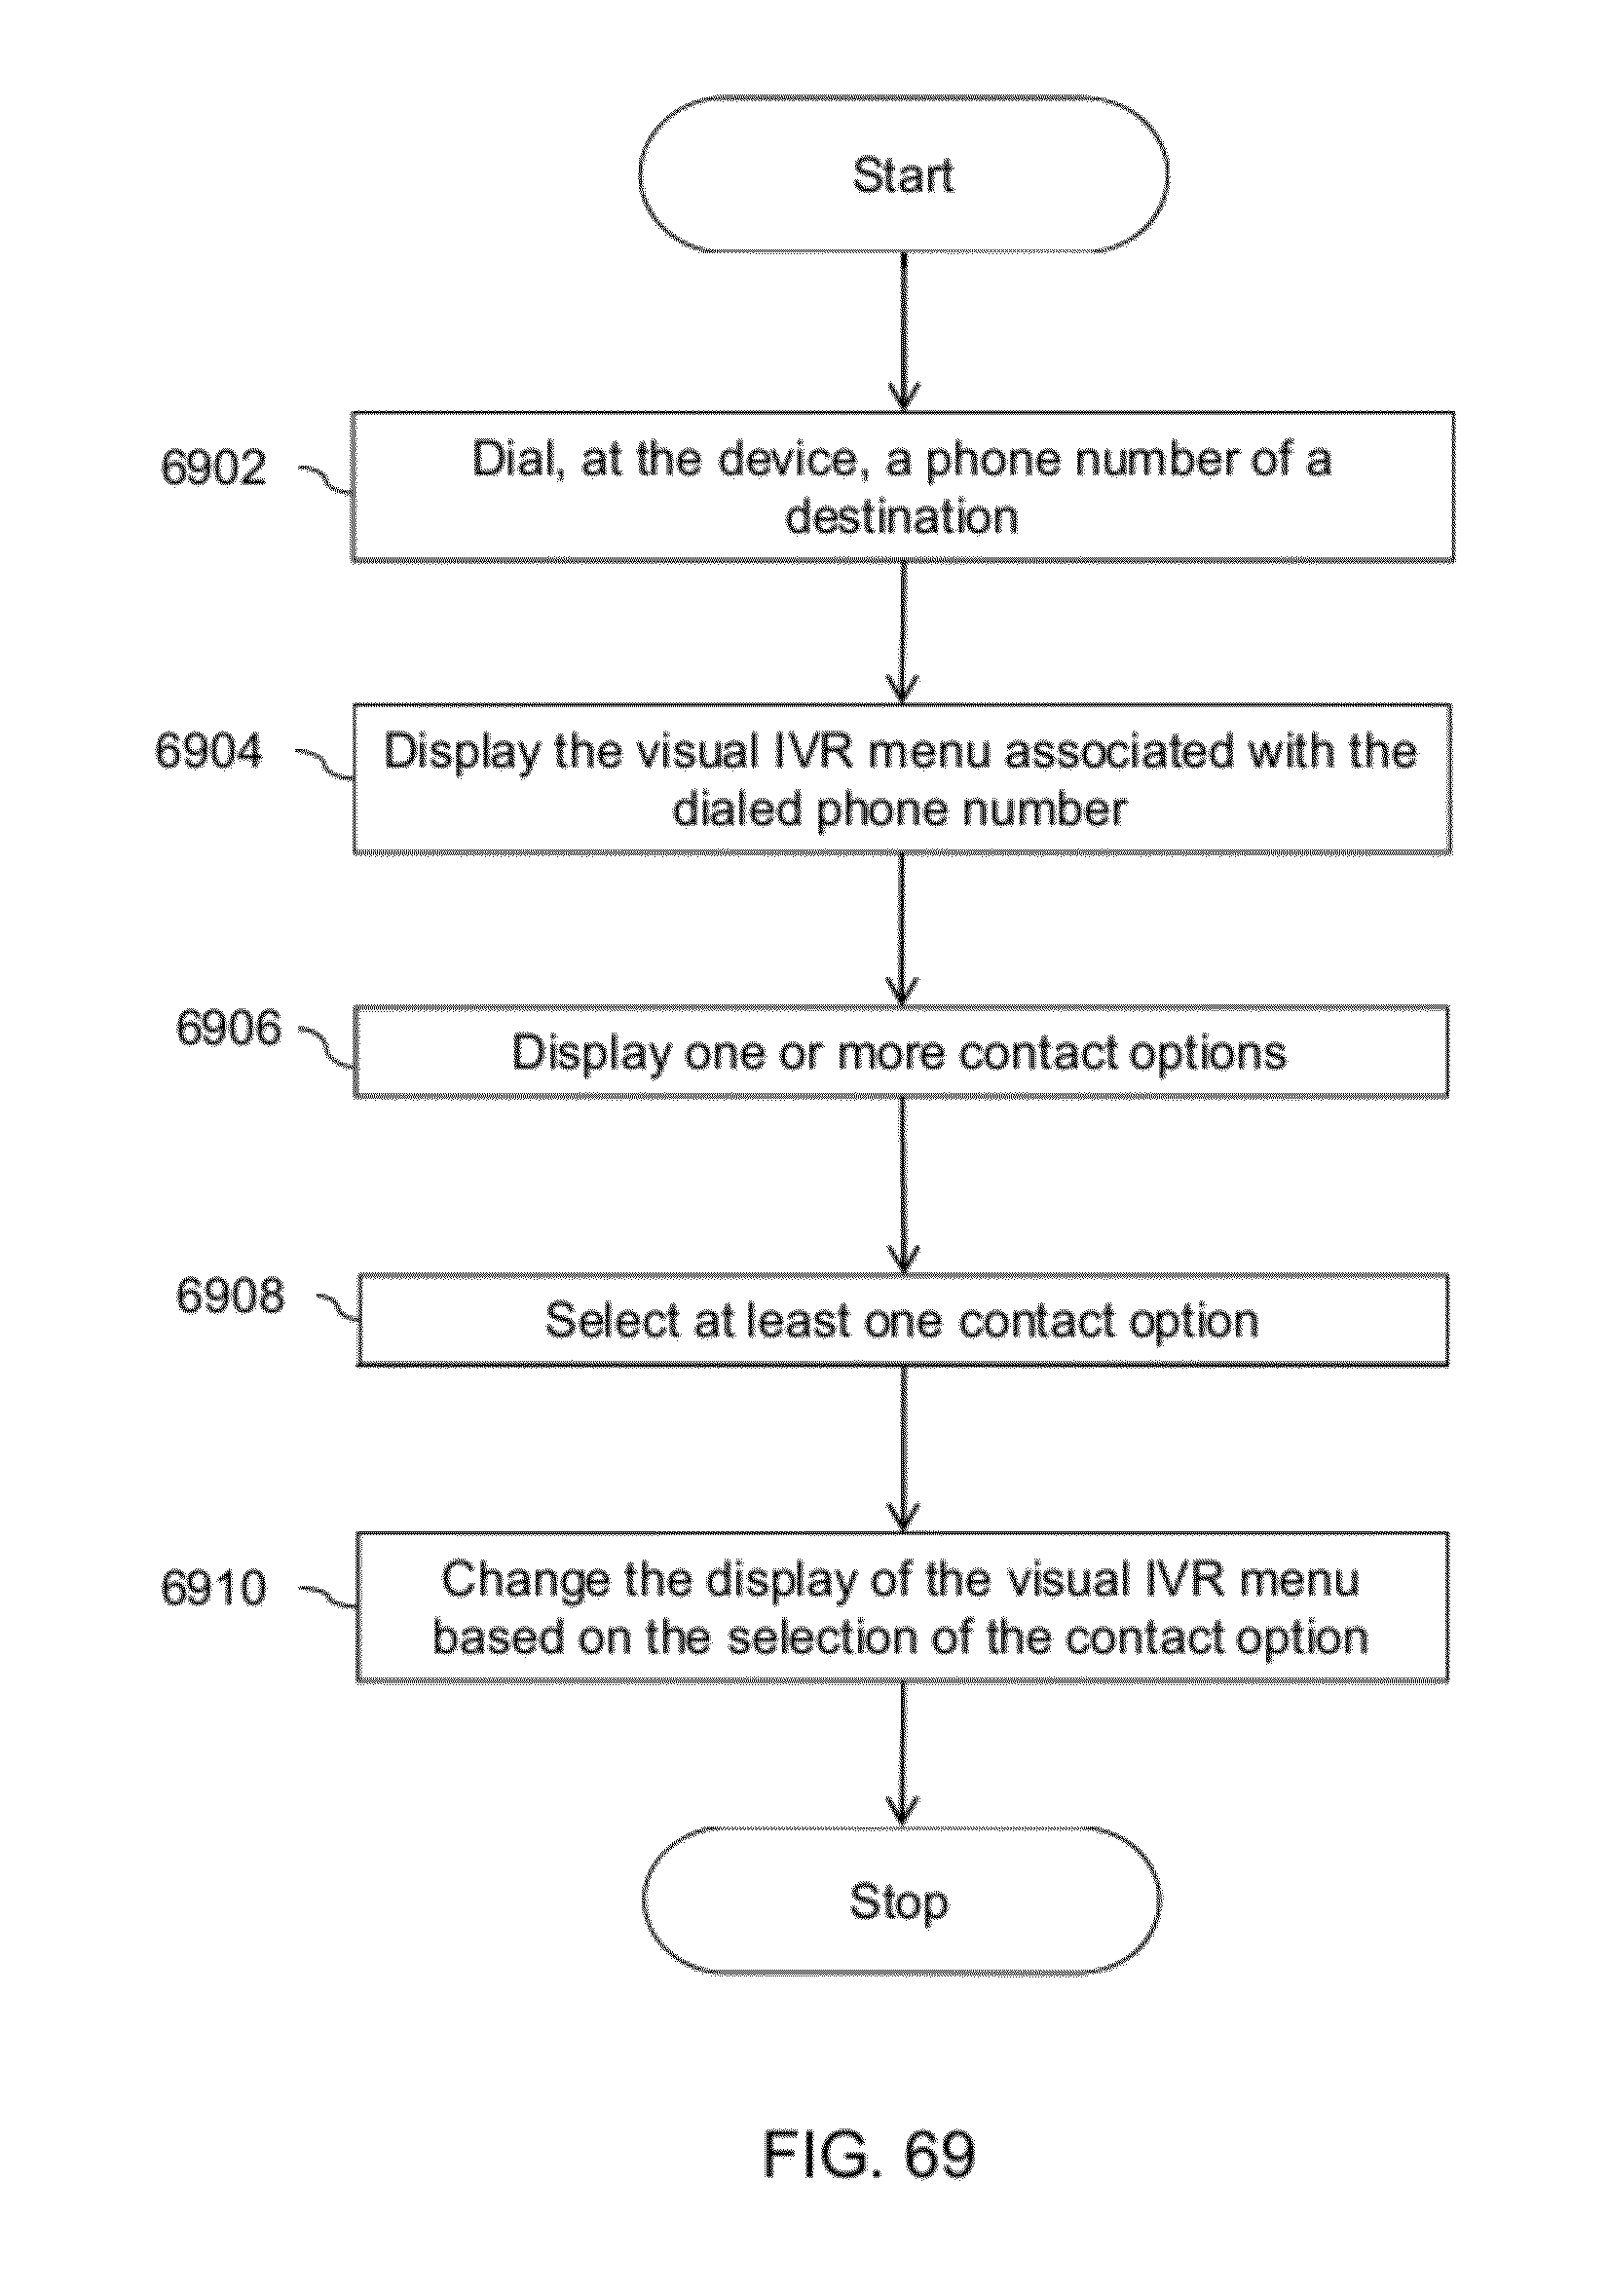 Start
6902
Dial, at the device, a phone number of a
destination
6904
Display the visual IVR menu associated with the
dialed phone number
6906
Display one or more contact options
6908
Select at least one contact option
6910
Change the display of the visual IVR menu
based on the selection of the contact option
Stop
FIG. 69